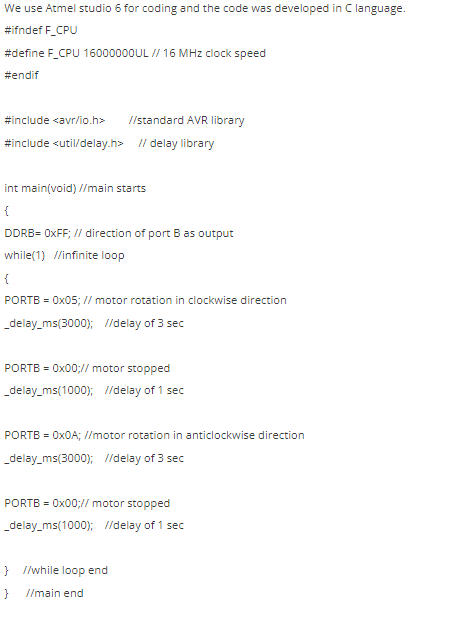 We use Atmel studio 6 for coding and the code was developed in C language.
#ifndef F_CPU
#define F_CPU 16000000UL // 16 MHz clock speed
#endif
#include <avr/io.h> //standard AVR library
#include <util/delay.h> // delay library
int main(void) //main starts
{
DDRB= 0xFF; // direction of port B as output
while(1) //infinite loop
{
PORTB = 0x05; // motor rotation in clockwise direction
_delay_ms(3000); //delay of 3 sec
PORTB = 0x00;// motor stopped
_delay_ms(1000); //delay of 1 sec
PORTB = 0x0A; //motor rotation in anticlockwise direction
_delay_ms(3000); //delay of 3 sec
PORTB = 0x00;// motor stopped
_delay_ms(1000); //delay of 1 sec
} //while loop end
} //main end